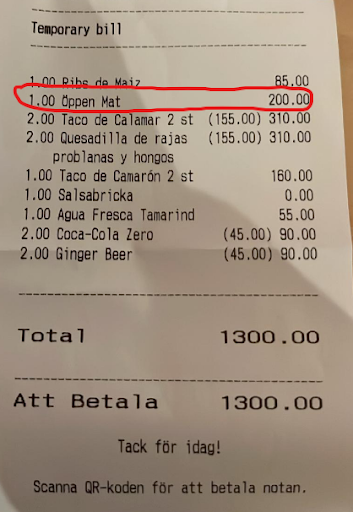 Temporary bill
1.00 Ribs de Maiz 85.00
1.00 Öppen Mat 200.00
2.00 Taco de Calamar 2 st (155.00) 310.00
2.00 Quesadilla de rajas (155.00) 310.00
problanas y hongos
1.00 Taco de Camarón 2 st 160.00
1.00 Salsabricka 0.00
1.00 Agua Fresca Tamarind 55.00
2.00 Coca-Cola Zero (45.00) 90.00
2.00 Ginger Beer (45.00) 90.00
Total 1300.00
Att Betala 1300.00
Tack för idag!
Scanna QR-koden för att betala notan.